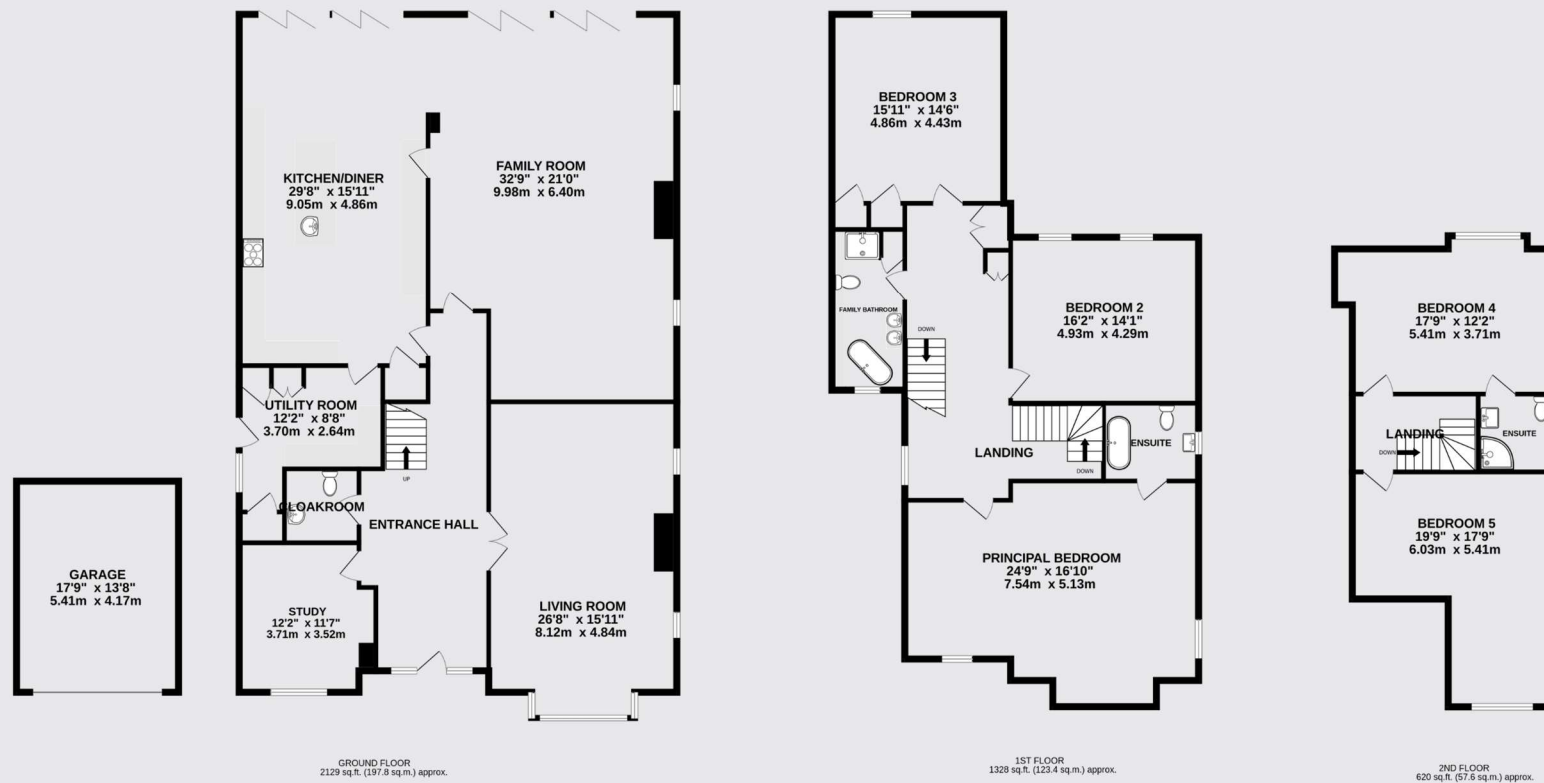 GARAGE
17'9" x 13'8"
5.41m x 4.17m
KITCHEN/DINER
29'8" x 15'11"
9.05m x 4.86m
FAMILY ROOM
32'9" x 21'0"
9.98m x 6.40m
UTILITY ROOM
12'2" x 8'8"
3.70m x 2.64m
UP
CLOAKROOM
ENTRANCE HALL
STUDY
12'2" x 11'7"
3.71m x 3.52m
LIVING ROOM
26'8" x 15'11"
8.12m x 4.84m
GROUND FLOOR
2129 sq.ft. (197.8 sq.m.) approx.
BEDROOM 3
15'11" x 14'6"
4.86m x 4.43m
FAMILY BATHROOM
DOWN
BEDROOM 2
16'2" x 14'1"
4.93m x 4.29m
LANDING
DOWN
ENSUITE
PRINCIPAL BEDROOM
24'9" x 16'10"
7.54m x 5.13m
1ST FLOOR
1328 sq.ft. (123.4 sq.m.) approx.
BEDROOM 4
17'9" x 12'2"
5.41m x 3.71m
LANDING
DOWN
ENSUITE
BEDROOM 5
19'9" x 17'9"
6.03m x 5.41m
2ND FLOOR
620 sq.ft. (57.6 sq.m.) approx.